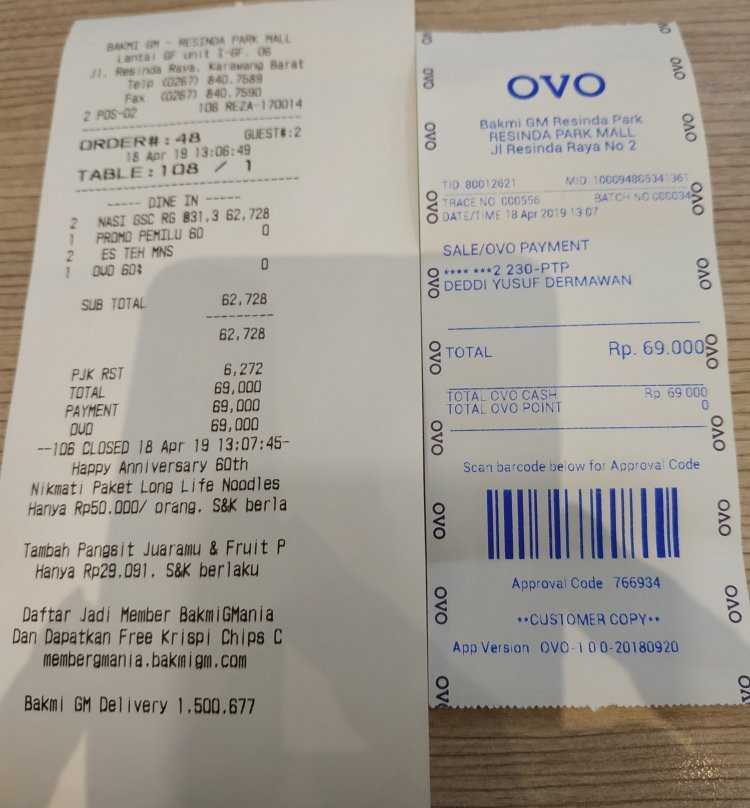 BAKMI GM - RESINDA PARK MALL
Lantai GF unit I-GF. 06
Jl. Resinda Raya, Karawang Barat
Telp (0267) 840.7589
Fax (0267) 840.7590
2 POS-02 106 REZA-170014
ORDER#: 48 GUEST#:2
18 Apr 19 13:06:49
TABLE: 108 / 1
----- DINE IN -----
2 NASI GSC RG @31,3 62,728
1 PROMO PEMILU 60 0
2 ES TEH MNS
1 OVO 60% 0
SUB TOTAL 62,728
62,728
PJK RST 6,272
TOTAL 69,000
PAYMENT 69,000
OVO 69,000
--106 CLOSED 18 Apr 19 13:07:45-
Happy Anniversary 60th
Nikmati Paket Long Life Noodles
Hanya Rp50.000/ orang. S&K berla
Tambah Pangsit Juaramu & Fruit P
Hanya Rp29.091. S&K berlaku
Daftar Jadi Member BakmiGMania
Dan Dapatkan Free Krispi Chips C
membergmania.bakmigm.com
Bakmi GM Delivery 1.500.677
OVO
Bakmi GM Resinda Park
RESINDA PARK MALL
Jl Resinda Raya No 2
TID 80012621 MID 100094805341361
TRACE NO 000556 BATCH NO 000034
DATE/TIME 18 Apr 2019 13 07
SALE/OVO PAYMENT
**** ***2 230-PTP
DEDDI YUSUF DERMAWAN
TOTAL Rp. 69.000
TOTAL OVO CASH Rp 69 000
TOTAL OVO POINT 0
Scan barcode below for Approval Code
Approval Code 766934
**CUSTOMER COPY**
App Version OVO-1 0 0-20180920